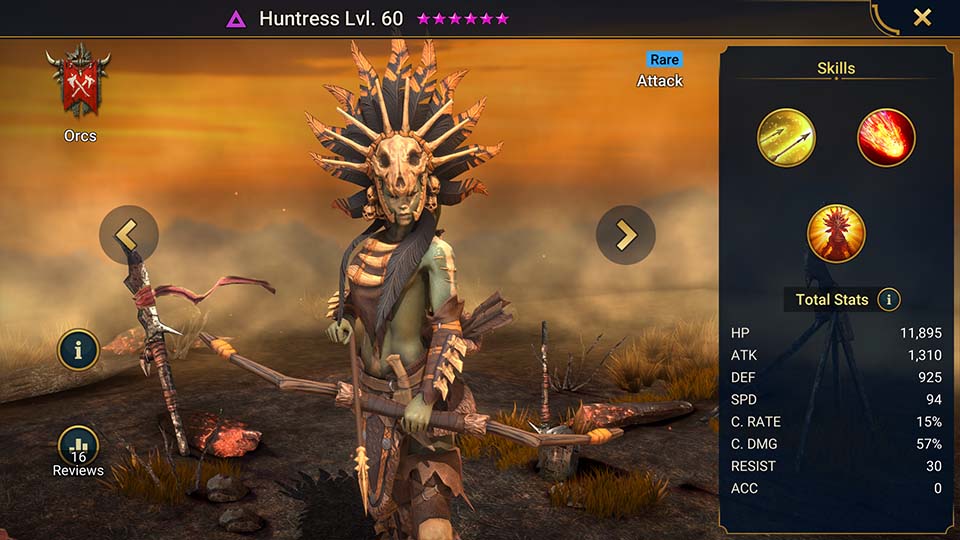 Huntress Lvl. 60
Rare
Attack
Orcs
Skills
Total Stats i
HP 11,895
ATK 1,310
DEF 925
SPD 94
C. RATE 15%
C. DMG 57%
RESIST 30
ACC 0
i
16
Reviews